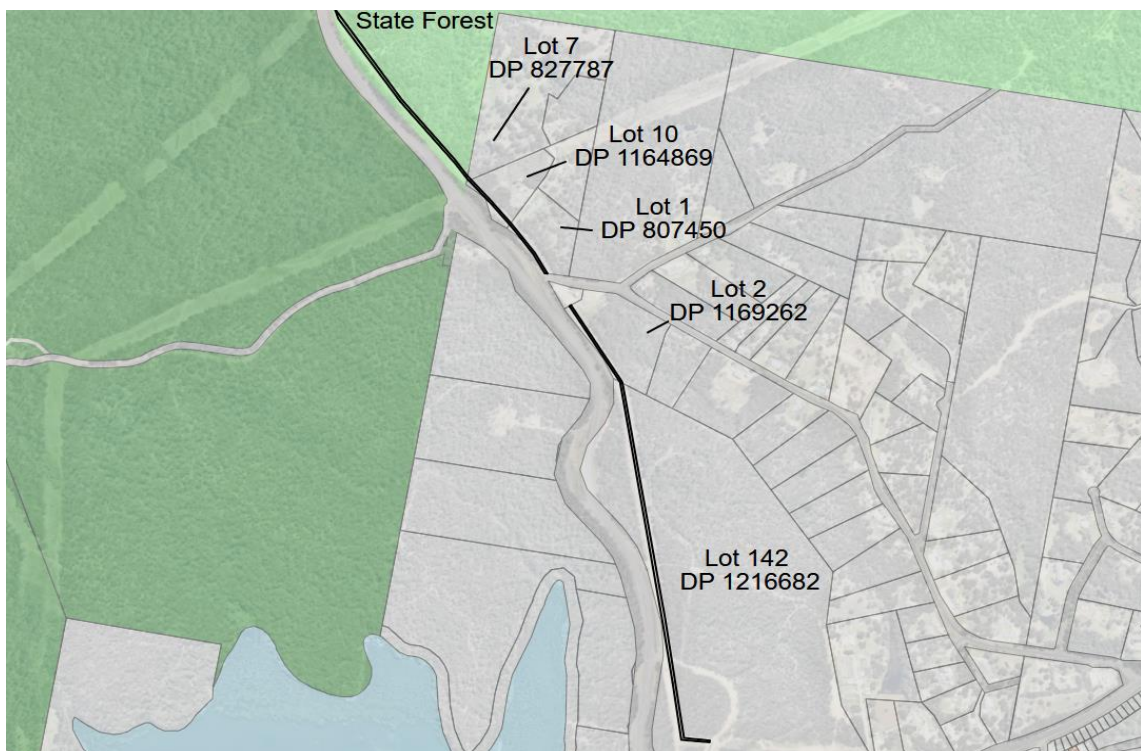 State Forest
Lot 7
DP 827787
Lot 10
DP 1164869
Lot 1
DP 807450
Lot 2
DP 1169262
Lot 142
DP 1216682